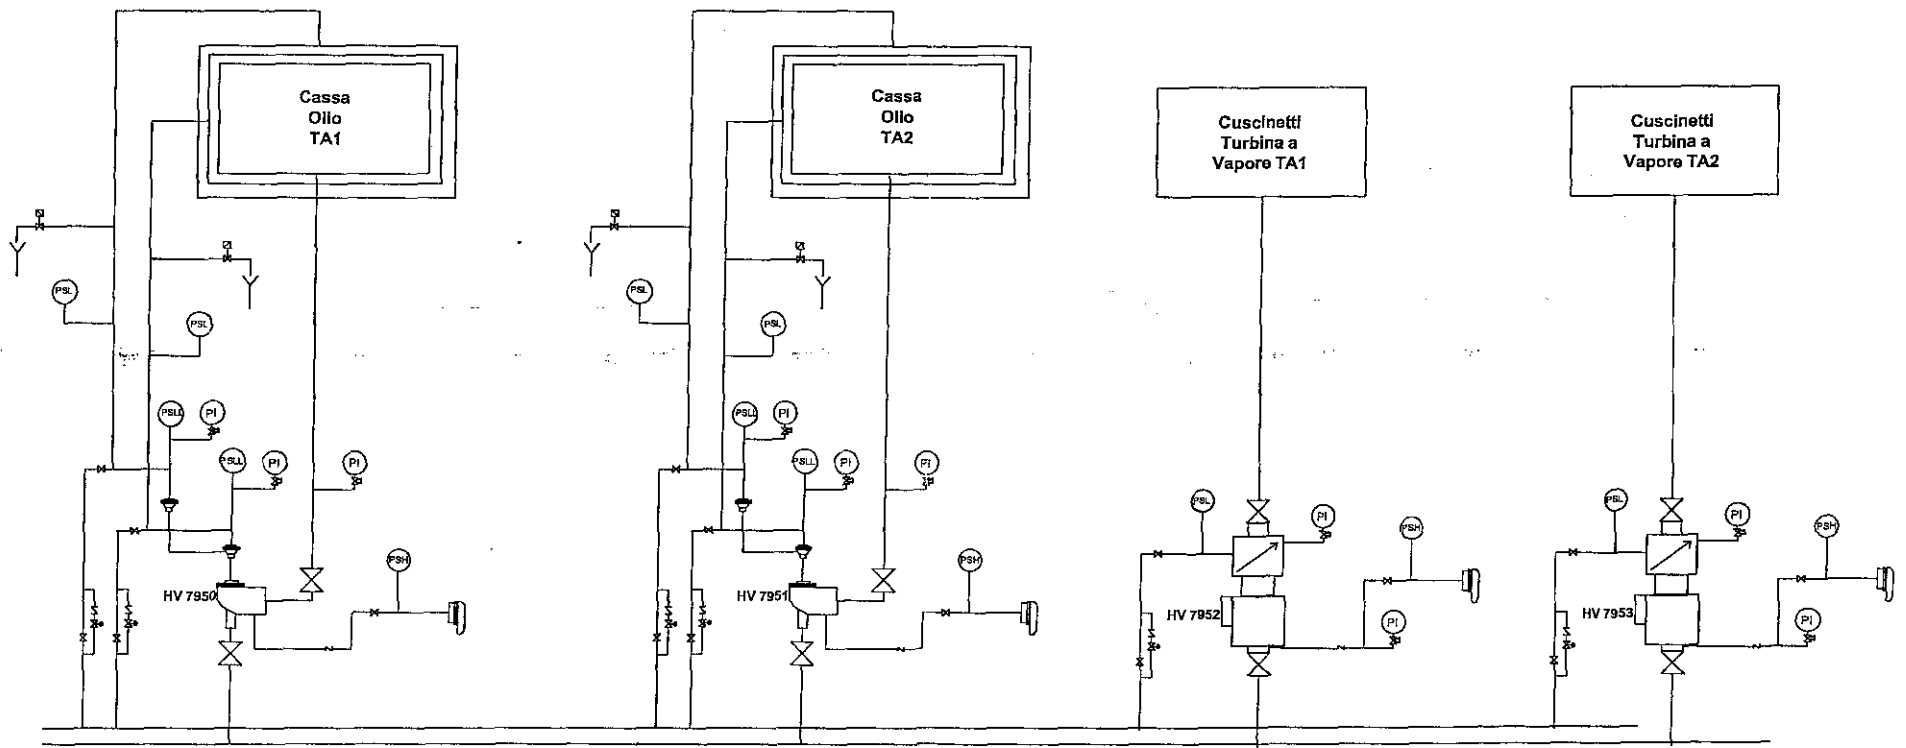 Cassa
Olio
TA1
Cassa
Olio
TA2
Cuscinetti
Turbina a
Vapore TA1
Cuscinetti
Turbina a
Vapore TA2
PSL
PSL
PSL
PSL
PSLL
PI
PSLL
PI
PSLL
PI
PI
PSLL
PI
PI
PSL
PI
PSH
PSL
PI
PSH
PSH
PSH
HV 7950
HV 7951
HV 7952
PI
HV 7953
PI